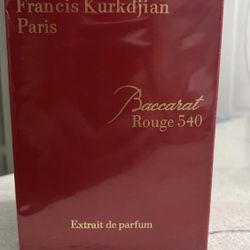 Francis Kurkdjian
Paris
Baccarat
Rouge 540
Extrait de parfum